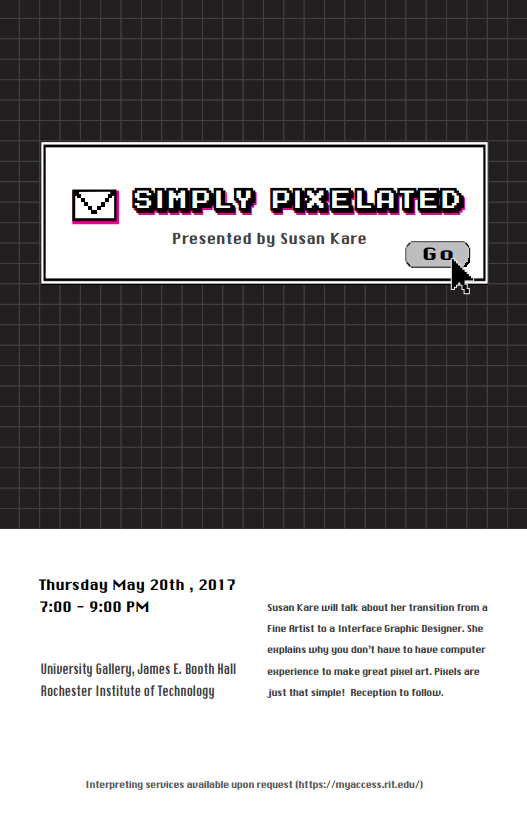 SIMPLY PIXELATED
Presented by Susan Kare
Go
Thursday May 20th , 2017
7:00 - 9:00 PM
University Gallery, James E. Booth Hall
Rochester Institute of Technology
Susan Kare will talk about her transition from a
Fine Artist to a Interface Graphic Designer. She
explains why you don't have to have computer
experience to make great pixel art. Pixels are
just that simple! Reception to follow.
Interpreting services available upon request (https://myaccess.rit.edu/)